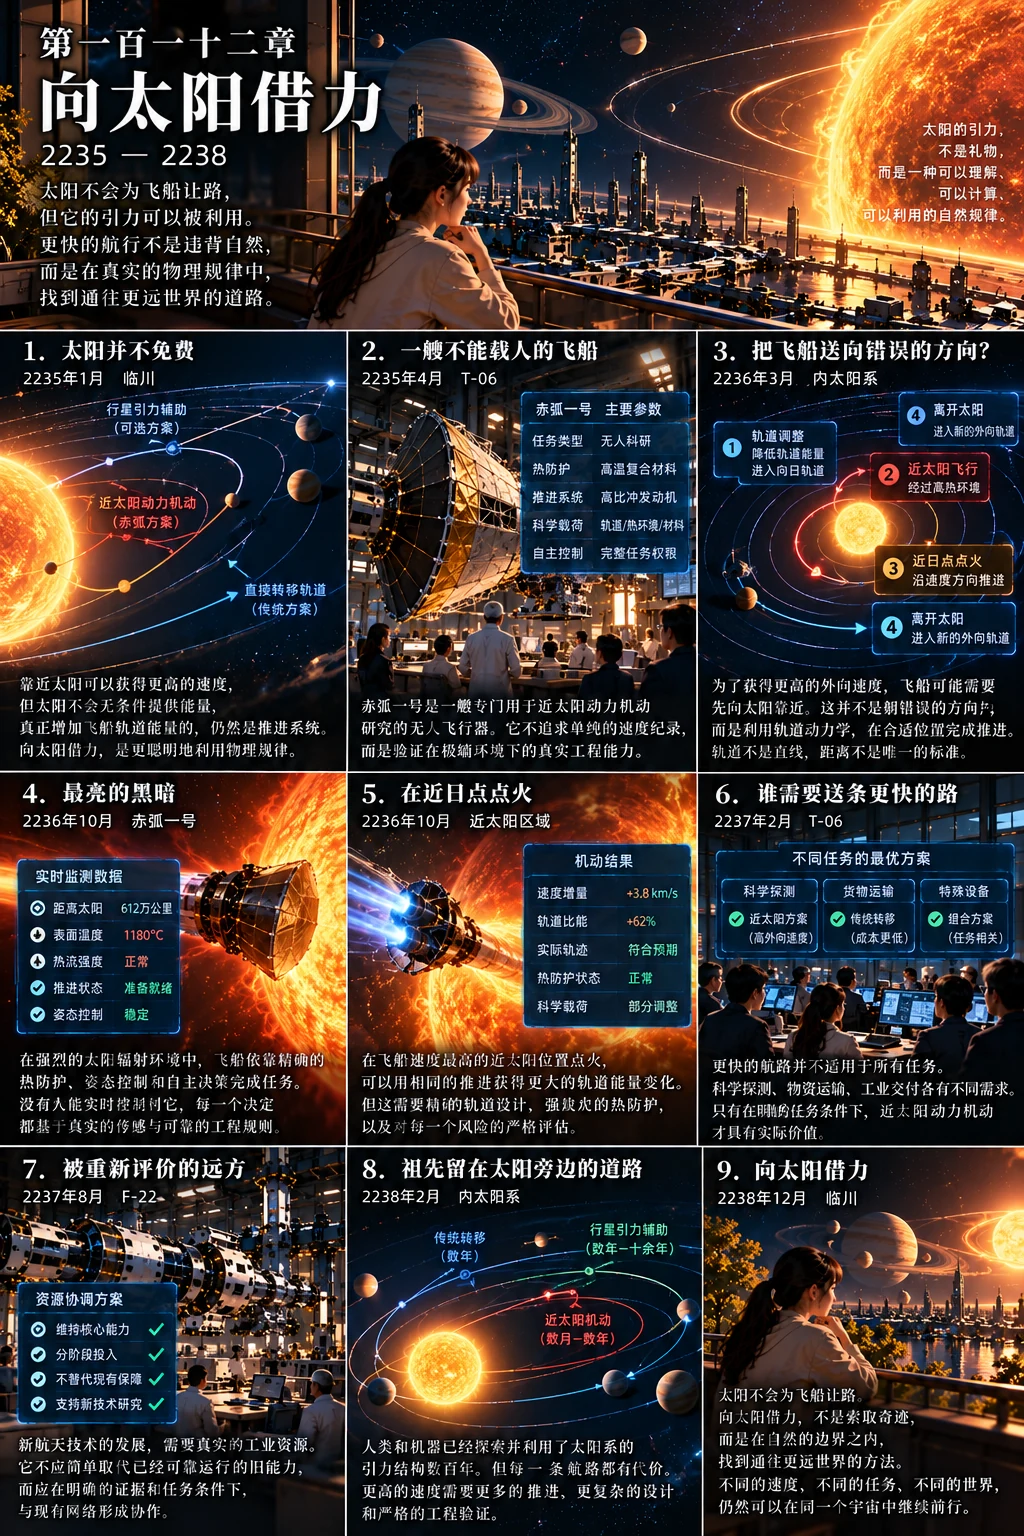 第一百一十二章
向太阳借力
2235 — 2238
太阳不会为飞船让路，
但它的引力可以被利用。
更快的航行不是违背自然，
而是在真实的物理规律中，
找到通往更远世界的道路。
太阳的引力，
不是礼物，
而是一种可以理解、
可以计算、
可以利用的自然规律。
1. 太阳并不免费
2235年1月 临川
行星引力辅助
（可选方案）
近太阳动力机动
（赤弧方案）
直接转移轨道
（传统方案）
靠近太阳可以获得更高的速度，
但太阳不会无条件提供能量，
真正增加飞船轨道能量的，仍然是推进系统。
向太阳借力，是更聪明地利用物理规律。
2. 一艘不能载人的飞船
2235年4月 T-06
赤弧一号 主要参数
任务类型 无人科研
热防护 高温复合材料
推进系统 高比冲发动机
科学载荷 轨道/热环境/材料
自主控制 完整任务权限
赤弧一号是一艘专门用于近太阳动力机动
研究的无人飞行器。它不追求单纯的速度纪录，
而是验证在极端环境下的真实工程能力。
3. 把飞船送向错误的方向？
2236年3月 内太阳系
1 轨道调整
降低轨道能量
进入向日轨道
4 离开太阳
进入新的外向轨道
2 近太阳飞行
经过高热环境
3 近日点点火
沿速度方向推进
4 离开太阳
进入新的外向轨道
为了获得更高的外向速度，飞船可能需要
先向太阳靠近。这并不是朝错误的方向，
而是利用轨道动力学，在合适位置完成推进。
轨道不是直线，距离不是唯一的标准。
4. 最亮的黑暗
2236年10月 赤弧一号
实时监测数据
距离太阳 612万公里
表面温度 1180°C
热流强度 正常
推进状态 准备就绪
姿态控制 稳定
在强烈的太阳辐射环境中，飞船依靠精确的
热防护、姿态控制和自主决策完成任务。
没有人能实时控制它，每一个决定
都基于真实的传感与可靠的工程规则。
5. 在近日点点火
2236年10月 近太阳区域
机动结果
速度增量 +3.8 km/s
轨道比能 +62%
实际轨迹 符合预期
热防护状态 正常
科学载荷 部分调整
在飞船速度最高的近太阳位置点火，
可以用相同的推进获得更大的轨道能量变化。
但这需要精确的轨道设计，强大的热防护，
以及对每一个风险的严格评估。
6. 谁需要送条更快的路
2237年2月 T-06
不同任务的最优方案
科学探测 货物运输 特殊设备
近太阳方案 传统转移 组合方案
（高外向速度） （成本更低） （任务相关）
更快的航路并不适用于所有任务。
科学探测、物资运输、工业交付各有不同需求。
只有在明确的任务条件下，近太阳动力机动
才具有实际价值。
7. 被重新评价的远方
2237年8月 F-22
资源协调方案
维持核心能力
分阶段投入
不替代现有保障
支持新技术研究
新航天技术的发展，需要真实的工业资源。
它不应简单取代已经可靠运行的旧能力，
而应在明确的证据和任务条件下，
与现有网络形成协作。
8. 祖先留在太阳旁边的道路
2238年2月 内太阳系
传统转移
（数年）
行星引力辅助
（数年—十余年）
近太阳机动
（数月—数年）
人类和机器已经探索并利用了太阳系的
引力结构数百年。但每一条航路都有代价。
更高的速度需要更多的推进、更复杂的设计
和严格的工程验证。
9. 向太阳借力
2238年12月 临川
太阳不会为飞船让路。
向太阳借力，不是索取奇迹，
而是在自然的边界之内，
找到通往更远世界的方法。
不同的速度、不同的任务、不同的世界，
仍然可以在同一个宇宙中继续前行。